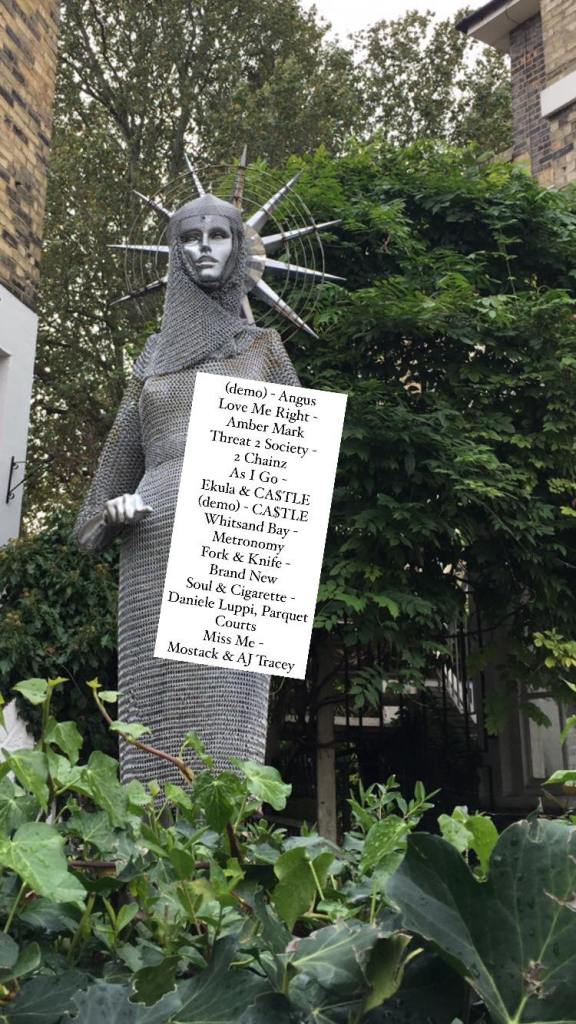 (demo) - Angus
Love Me Right -
Amber Mark
Threat 2 Society -
2 Chainz
As I Go -
Ekula & CA$TLE
(demo) - CA$TLE
Whitsand Bay -
Metronomy
Fork & Knife -
Brand New
Soul & Cigarette -
Daniele Luppi, Parquet
Courts
Miss Me -
Mostack & AJ Tracey